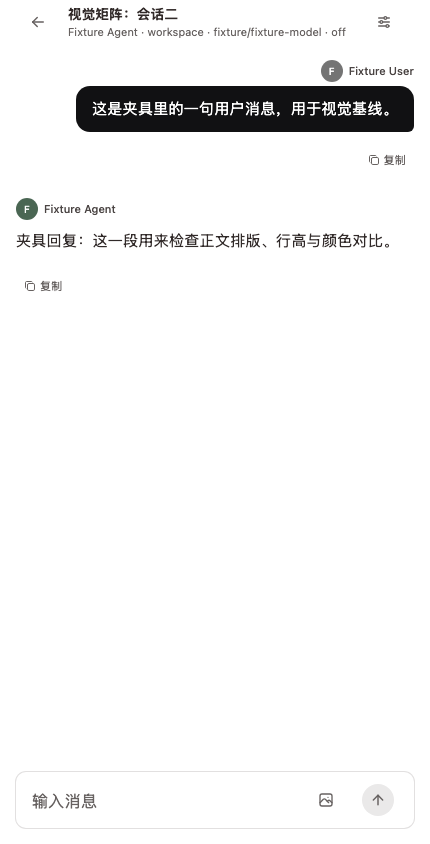 视觉矩阵：会话二
Fixture Agent · workspace · fixture/fixture-model · off
F Fixture User
这是夹具里的一句用户消息，用于视觉基线。
复制
F Fixture Agent
夹具回复：这一段用来检查正文排版、行高与颜色对比。
复制
输入消息